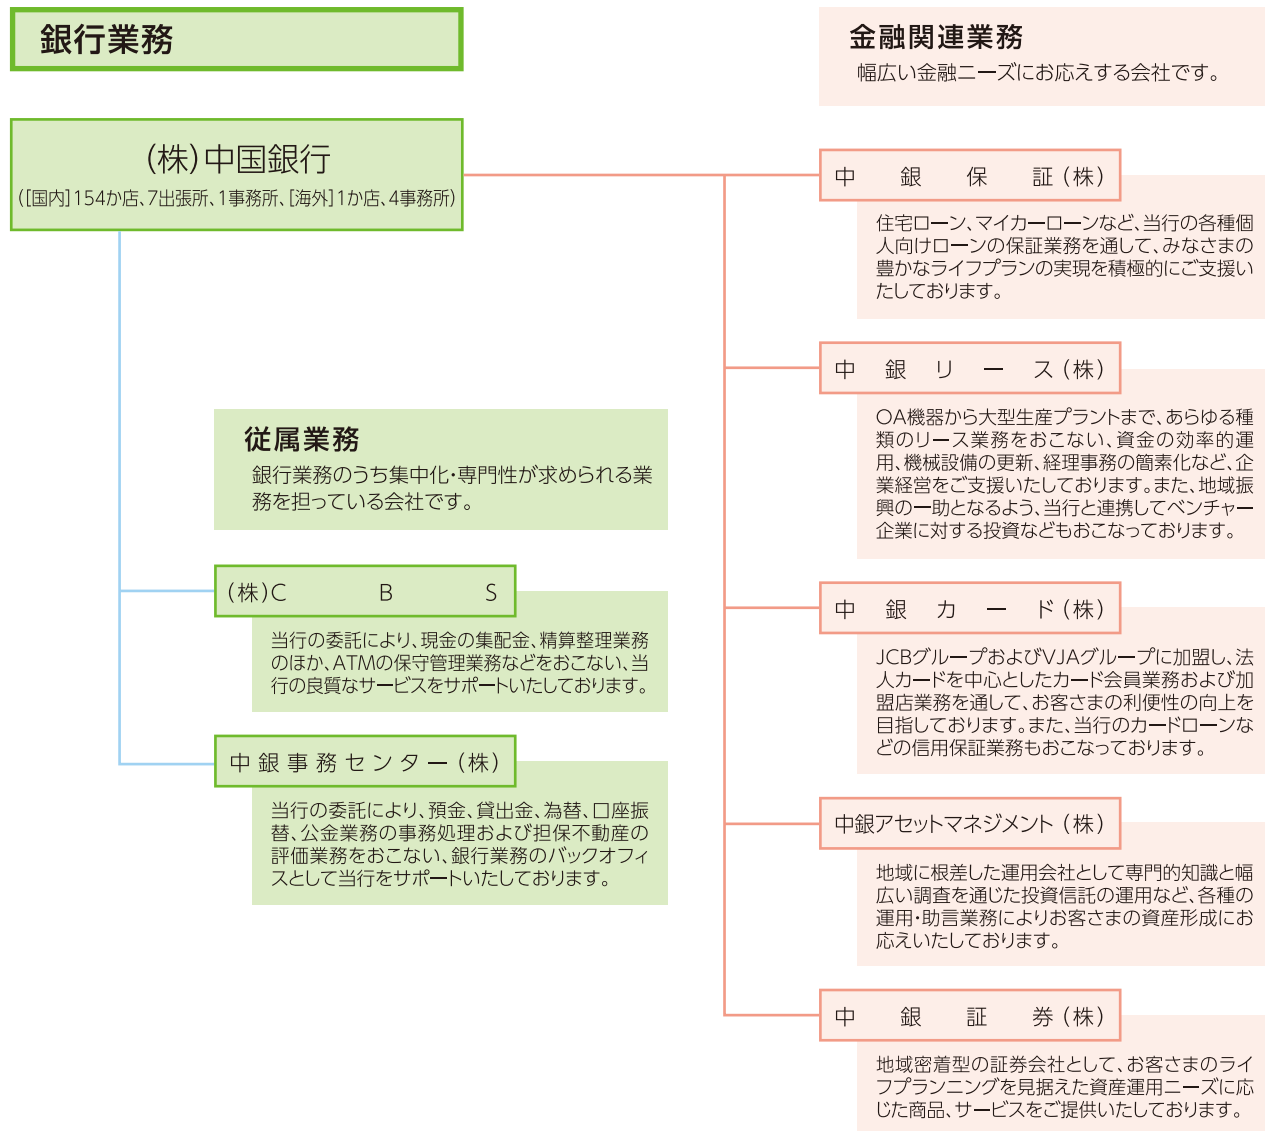 銀行業務
(株)中国銀行
([国内]154か店、7出張所、1事務所、[海外]1か店、4事務所)
従属業務
銀行業務のうち集中化・専門性が求められる業
務を担っている会社です。
(株)CBS
当行の委託により、現金の集配金、精算整理業務
のほか、ATMの保守管理業務などをおこない、当
行の良質なサービスをサポートいたしております。
中銀事務センター(株)
当行の委託により、預金、貸出金、為替、口座振
替、公金業務の事務処理および担保不動産の
評価業務をおこない、銀行業務のバックオフィ
スとして当行をサポートいたしております。
金融関連業務
幅広い金融ニーズにお応えする会社です。
中銀保証(株)
住宅ローン、マイカーローンなど、当行の各種個
人向けローンの保証業務を通して、みなさまの
豊かなライフプランの実現を積極的にご支援い
たしております。
中銀リース(株)
OA機器から大型生産プラントまで、あらゆる種
類のリース業務をおこない、資金の効率的運
用、機械設備の更新、経理事務の簡素化など、企
業経営をご支援いたしております。また、地域振
興の一助となるよう、当行と連携してベンチャー
企業に対する投資などもおこなっております。
中銀カード(株)
JCBグループおよびVJAグループに加盟し、法
人カードを中心としたカード会員業務および加
盟店業務を通して、お客さまの利便性の向上を
目指しております。また、当行のカードローンな
どの信用保証業務もおこなっております。
中銀アセットマネジメント(株)
地域に根差した運用会社として専門的知識と幅
広い調査を通じた投資信託の運用など、各種の
運用・助言業務によりお客さまの資産形成にお
応えいたしております。
中銀証券(株)
地域密着型の証券会社として、お客さまのライ
フプランニングを見据えた資産運用ニーズに応
じた商品、サービスをご提供いたしております。